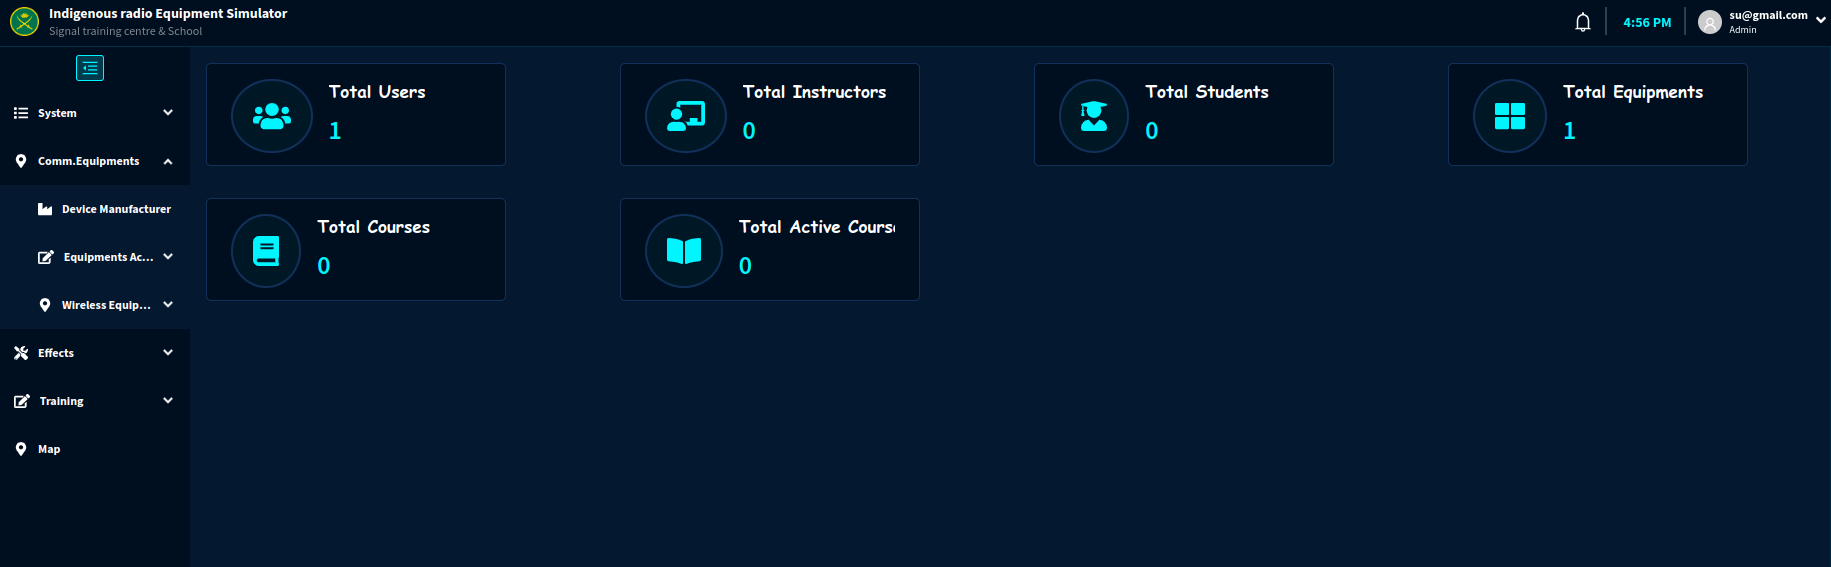 Indigenous radio Equipment Simulator
Signal training centre & School
4:56 PM
su@gmail.com
Admin
System
Comm.Equipments
Device Manufacturer
Equipments Ac...
Wireless Equip...
Effects
Training
Map
Total Users
1
Total Instructors
0
Total Students
0
Total Equipments
1
Total Courses
0
Total Active Cours
0